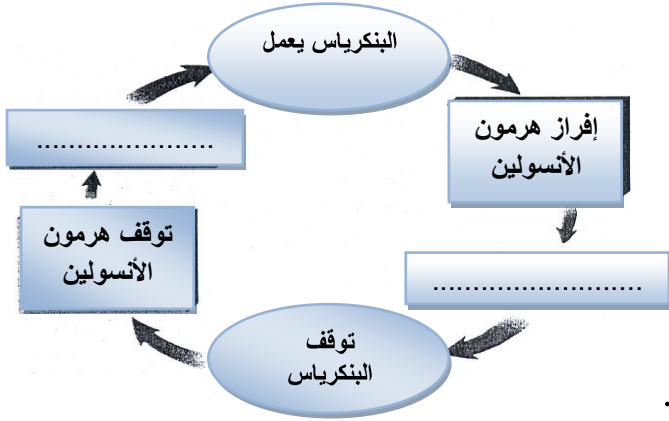 البنكرياس يعمل
إفراز هرمون
الأنسولين
.........................
توقف
البنكرياس
توقف هرمون
الأنسولين
......................
.